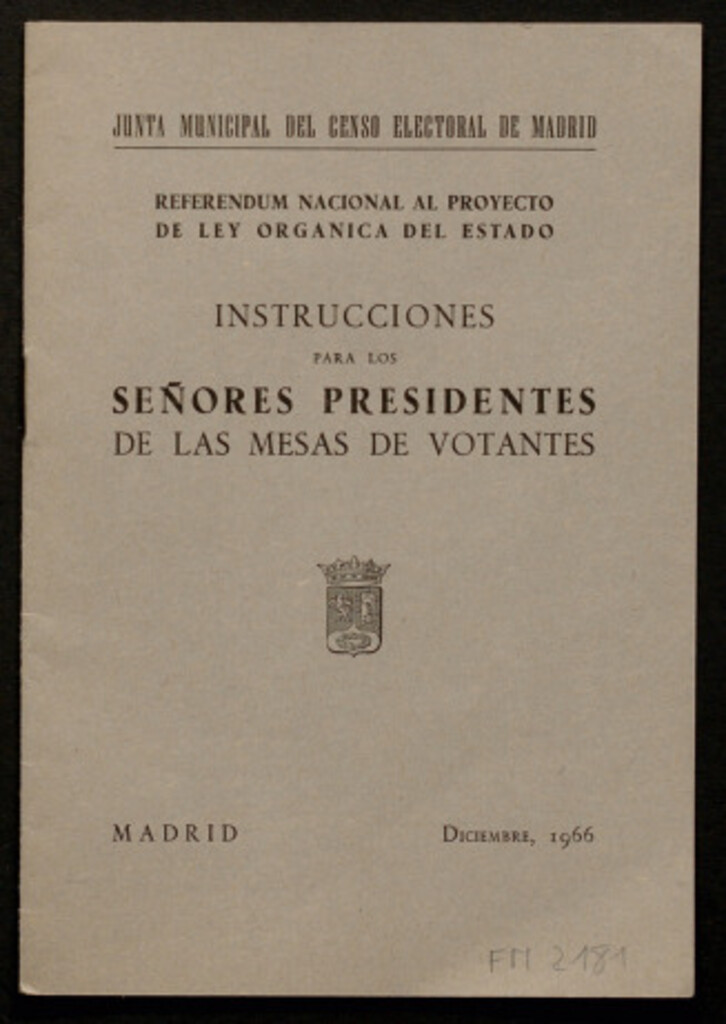 JUNTA MUNICIPAL DEL CENSO ELECTORAL DE MADRID
REFERENDUM NACIONAL AL PROYECTO
DE LEY ORGANICA DEL ESTADO
INSTRUCCIONES
PARA LOS
SEÑORES PRESIDENTES
DE LAS MESAS DE VOTANTES
MADRID
DICIEMBRE, 1966
FM 2181